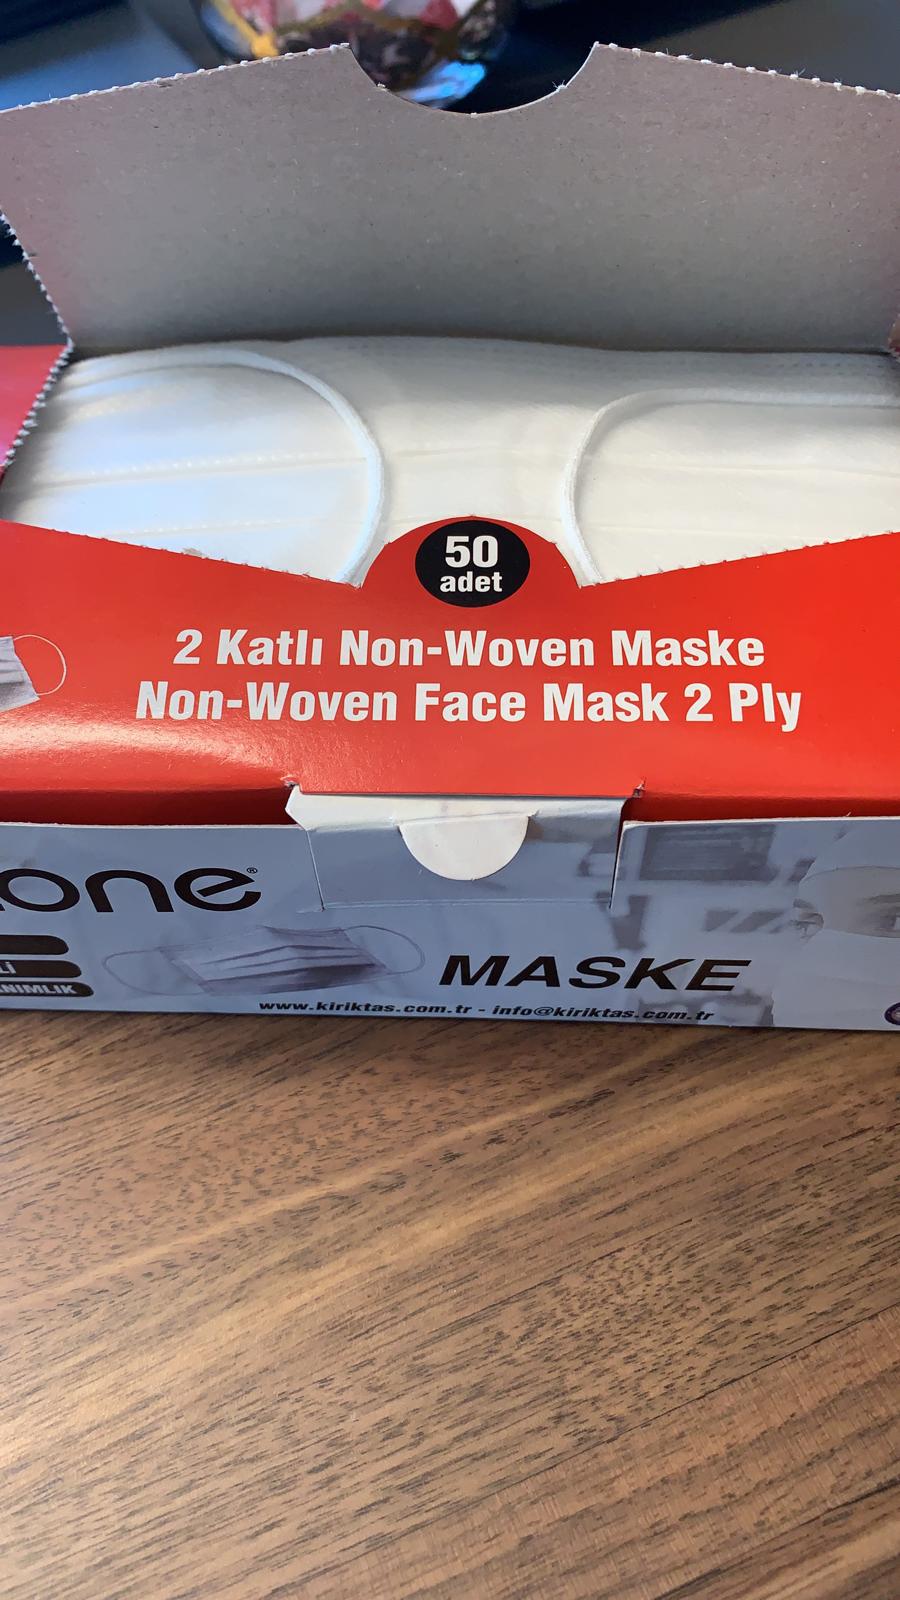 50
adet
2 Katlı Non-Woven Maske
Non-Woven Face Mask 2 Ply
one®
MASKE
www.kiriktas.com.tr - info@kiriktas.com.tr